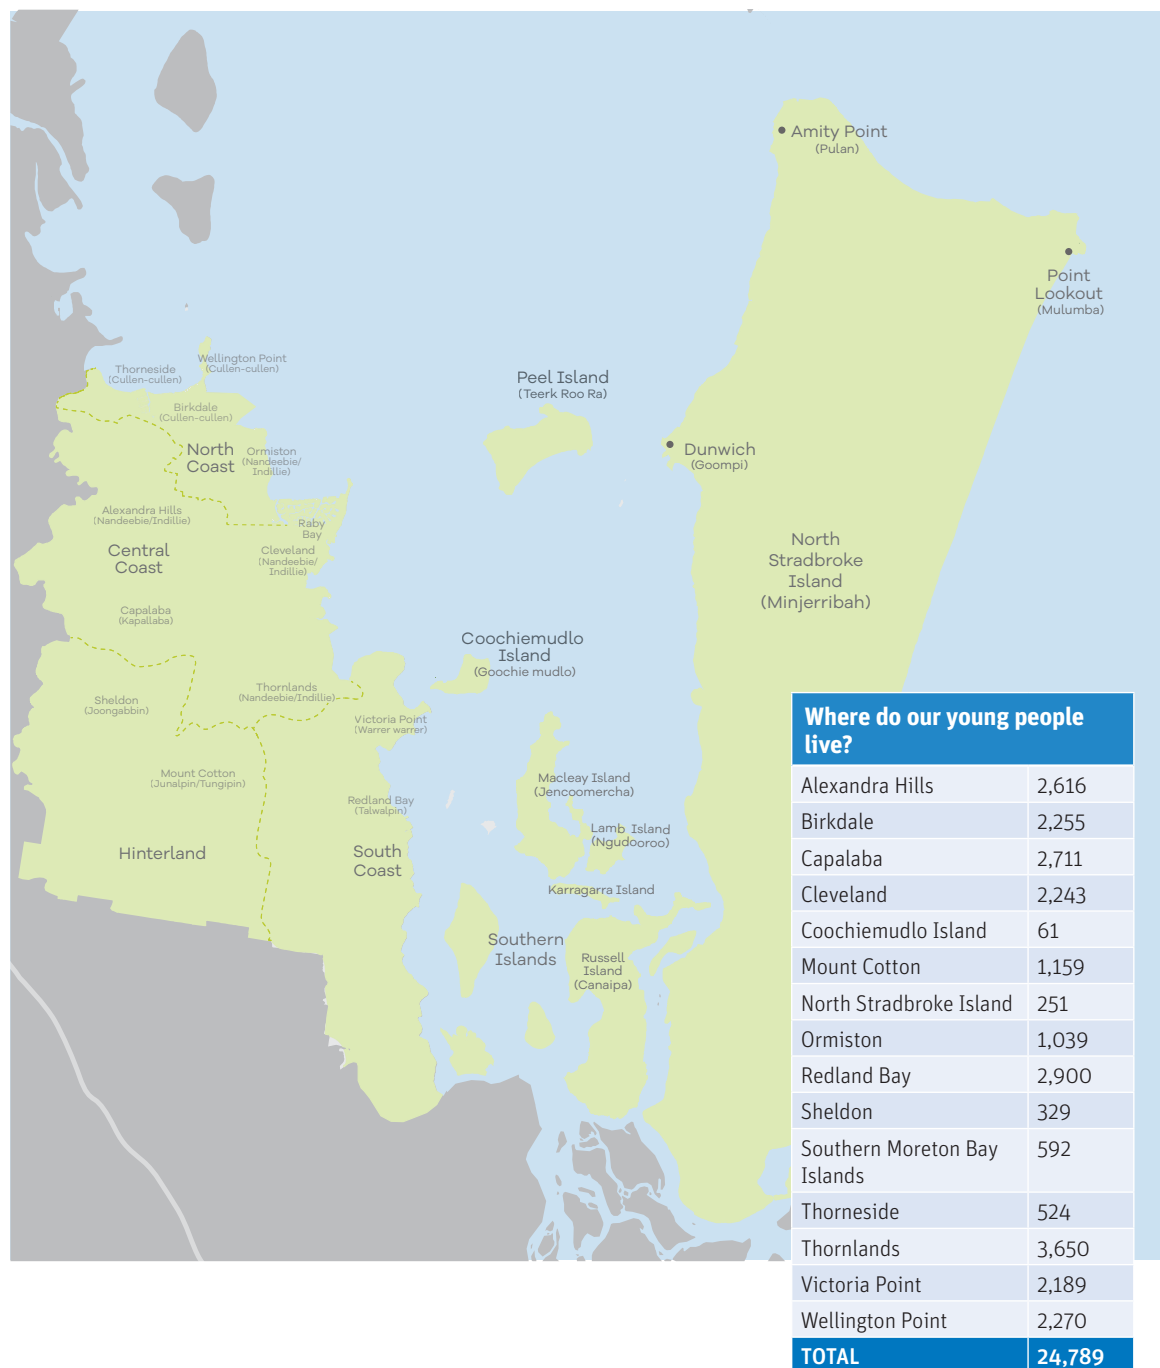 Amity Point
(Pulan)
Point
Lookout
(Mulumba)
Wellington Point
(Cullen-cullen)
Thorneside
(Cullen-cullen)
Peel Island
(Teerk Roo Ra)
Birkdale
(Cullen-cullen)
North
Coast
Ormiston
(Nandeebie/
Indillie)
Dunwich
(Goompi)
Alexandra Hills
(Nandeebie/Indillie)
Raby
Bay
Central
Coast
Cleveland
(Nandeebie/
Indillie)
North
Stradbroke
Island
(Minjerribah)
Capalaba
(Kapallaba)
Coochiemudlo
Island
(Goochie mudlo)
Thornlands
(Nandeebie/Indillie)
Sheldon
(Joongabbin)
Victoria Point
(Warrer warrer)
Mount Cotton
(Junalpin/Tungipin)
Macleay Island
(Jencoomercha)
Redland Bay
(Talwalpin)
Lamb Island
(Ngudooroo)
Hinterland
South
Coast
Karragarra Island
Southern
Islands
Russell
Island
(Canaipa)
Where do our young people
live?
Alexandra Hills 2,616
Birkdale 2,255
Capalaba 2,711
Cleveland 2,243
Coochiemudlo Island 61
Mount Cotton 1,159
North Stradbroke Island 251
Ormiston 1,039
Redland Bay 2,900
Sheldon 329
Southern Moreton Bay 592
Islands
Thorneside 524
Thornlands 3,650
Victoria Point 2,189
Wellington Point 2,270
TOTAL 24,789